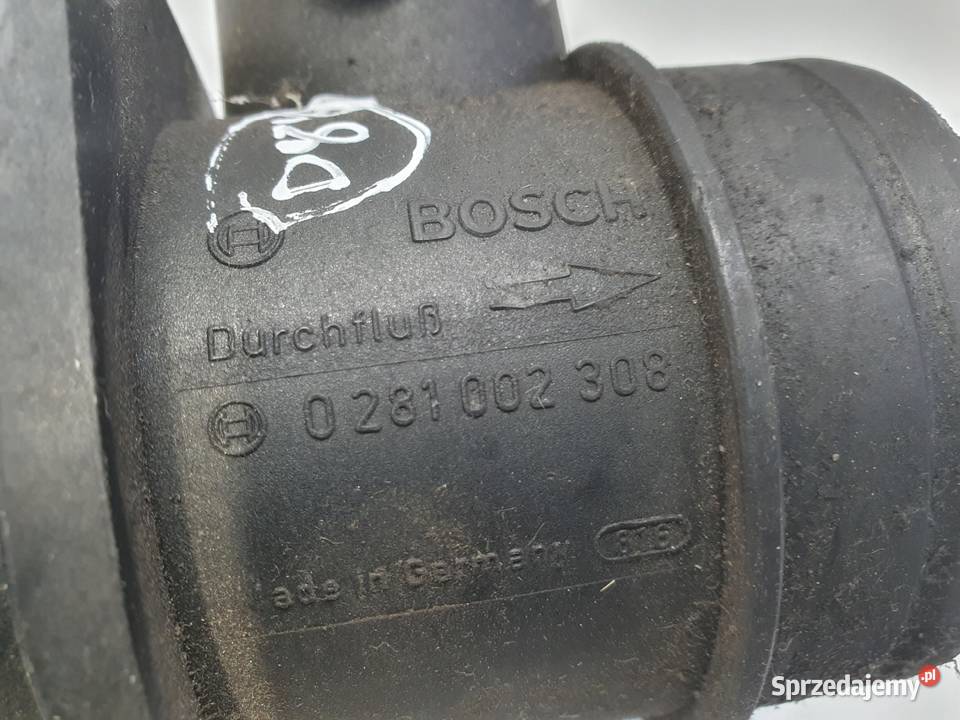 D8
BOSCH
Durchfluß
0 281 002 308
ade in Germany
Sprzedajemy.pl